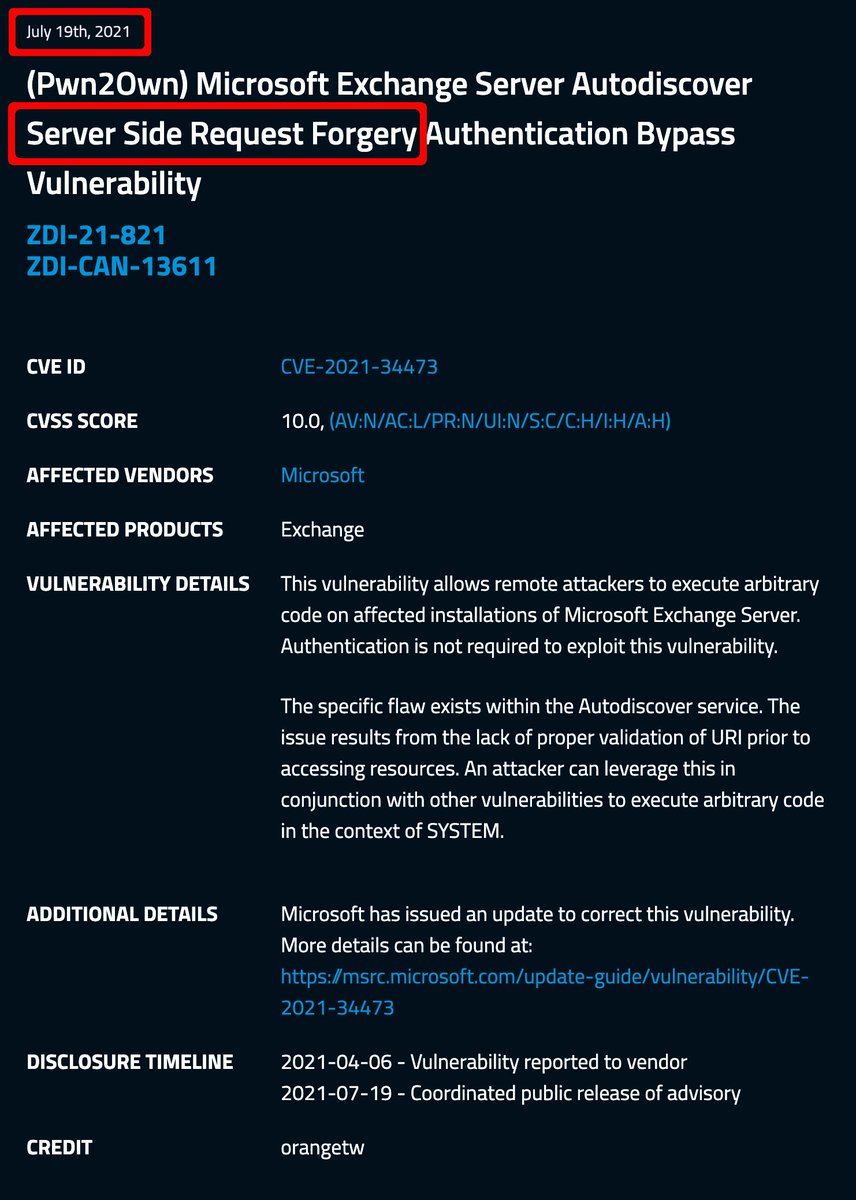 July 19th, 2021
(Pwn2Own) Microsoft Exchange Server Autodiscover
Server Side Request Forgery Authentication Bypass
Vulnerability
ZDI-21-821
ZDI-CAN-13611
CVE ID CVE-2021-34473
CVSS SCORE 10.0, (AV:N/AC:L/PR:N/UI:N/S:C/C:H/I:H/A:H)
AFFECTED VENDORS Microsoft
AFFECTED PRODUCTS Exchange
VULNERABILITY DETAILS This vulnerability allows remote attackers to execute arbitrary
code on affected installations of Microsoft Exchange Server.
Authentication is not required to exploit this vulnerability.
The specific flaw exists within the Autodiscover service. The
issue results from the lack of proper validation of URI prior to
accessing resources. An attacker can leverage this in
conjunction with other vulnerabilities to execute arbitrary code
in the context of SYSTEM.
ADDITIONAL DETAILS Microsoft has issued an update to correct this vulnerability.
More details can be found at:
https://msrc.microsoft.com/update-guide/vulnerability/CVE-
2021-34473
DISCLOSURE TIMELINE 2021-04-06 - Vulnerability reported to vendor
2021-07-19 - Coordinated public release of advisory
CREDIT orangetw